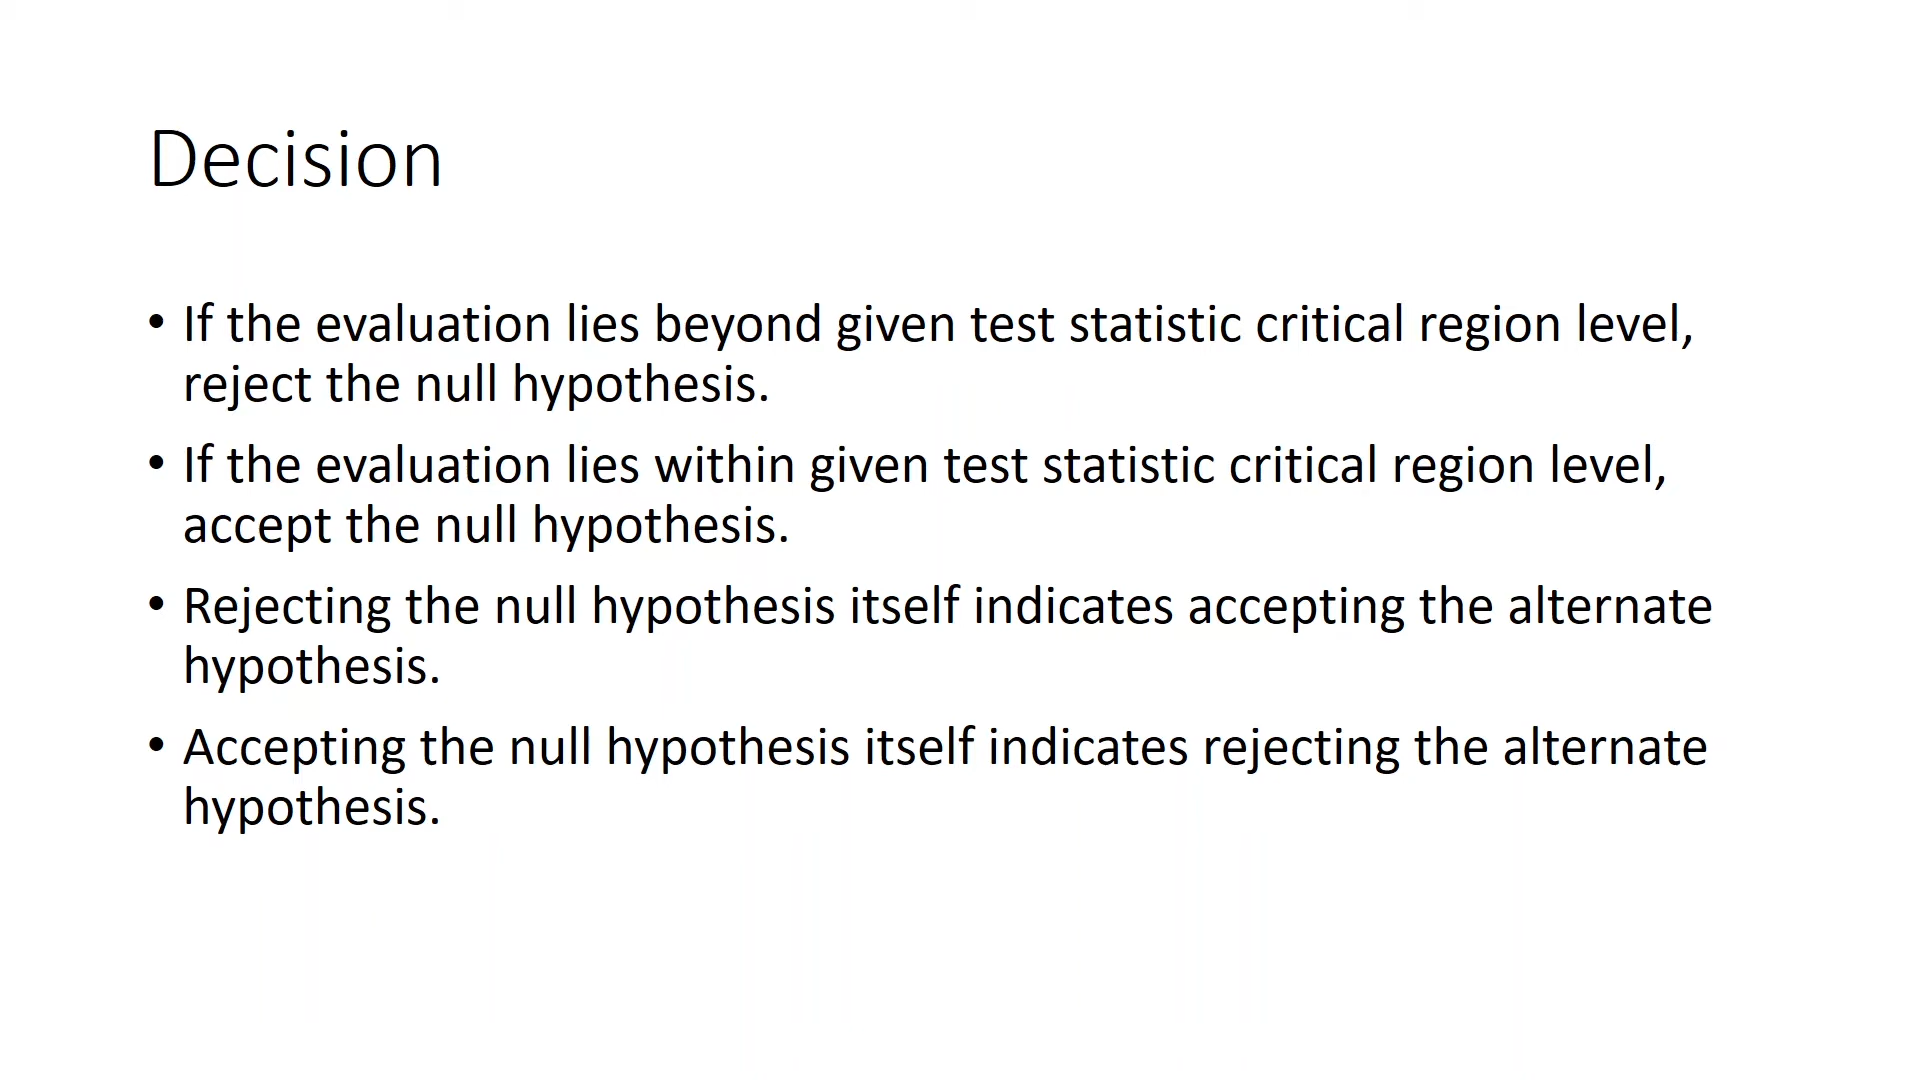 Decision
• If the evaluation lies beyond given test statistic critical region level,
reject the null hypothesis.
• If the evaluation lies within given test statistic critical region level,
accept the null hypothesis.
• Rejecting the null hypothesis itself indicates accepting the alternate
hypothesis.
• Accepting the null hypothesis itself indicates rejecting the alternate
hypothesis.